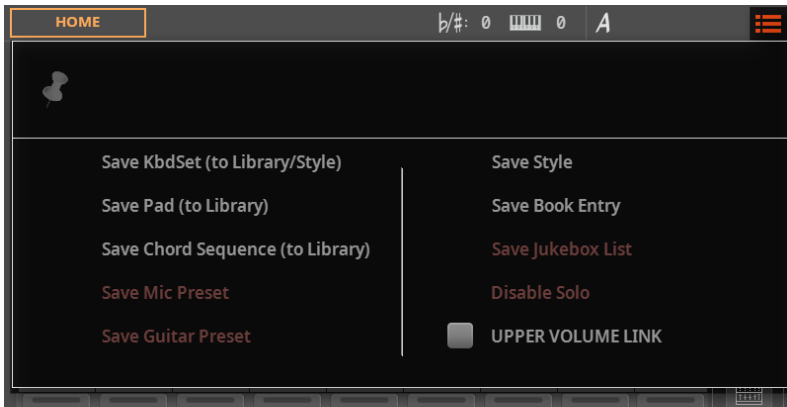 HOME
♭/♯: 0 0 A
Save KbdSet (to Library/Style)
Save Pad (to Library)
Save Chord Sequence (to Library)
Save Mic Preset
Save Guitar Preset
Save Style
Save Book Entry
Save Jukebox List
Disable Solo
UPPER VOLUME LINK